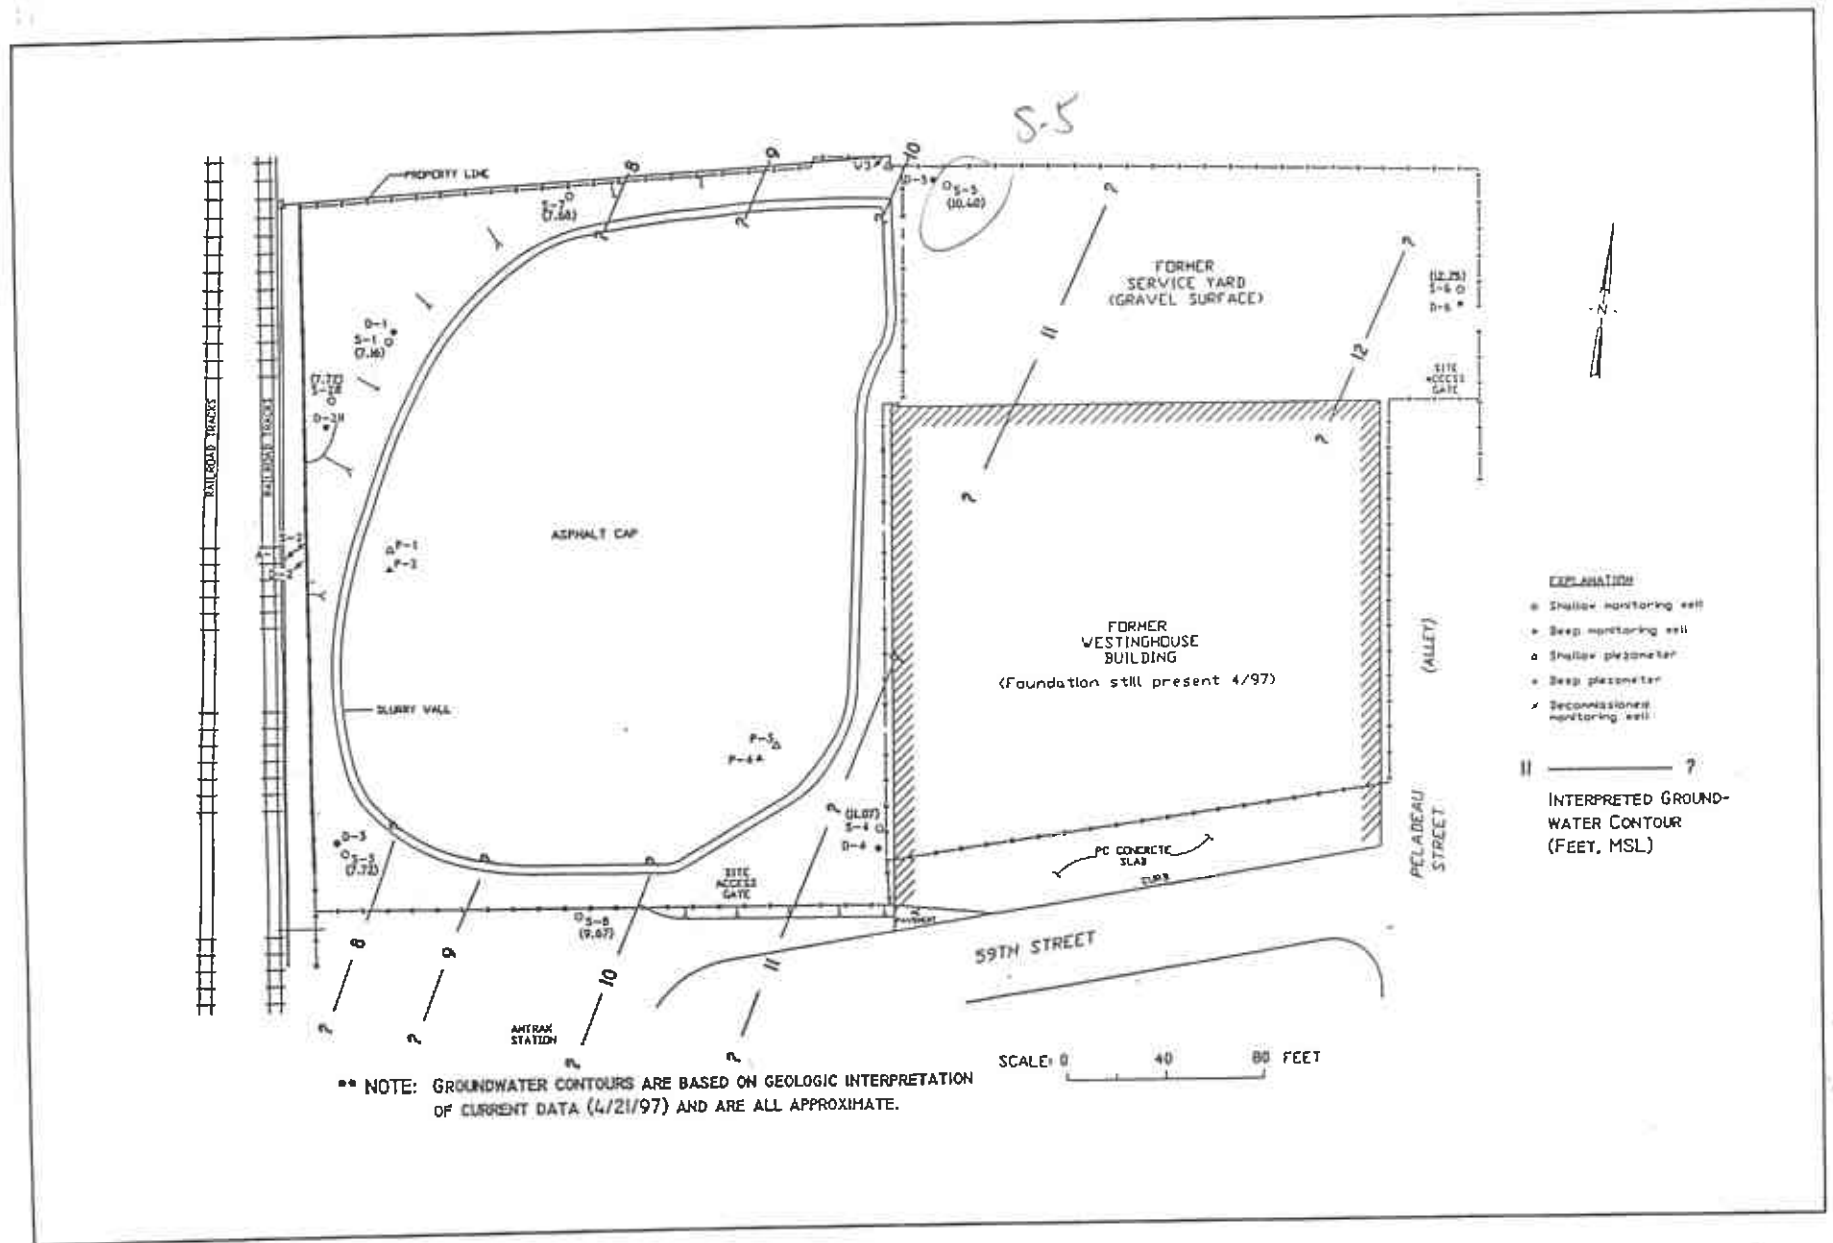 S-5
PROPERTY LINE
8
9
10
S-7
(7.68)
D-5
S-5
(10.40)
FORMER
SERVICE YARD
(GRAVEL SURFACE)
11
12
(12.25)
S-6
D-6
N
SITE
ACCESS
GATE
D-1
S-1
(7.16)
(7.72)
S-2R
D-2R
RAILROAD TRACKS
RAILROAD TRACKS
ASPHALT CAP
P-1
P-2
FORMER
WESTINGHOUSE
BUILDING
(Foundation still present 4/97)
(ALLEY)
EXPLANATION
Shallow monitoring well
Deep monitoring well
Shallow piezometer
Deep piezometer
Decommissioned
monitoring well
11 ?
INTERPRETED GROUND-
WATER CONTOUR
(FEET, MSL)
SLURRY WALL
P-4
(11.07)
S-4
D-4
PC CONCRETE
SLAB
CURB
PELADEAU
STREET
D-3
S-3
(7.72)
SITE
ACCESS
GATE
S-8
(9.67)
PAVEMENT
59TH STREET
8
9
10
11
AMTRAK
STATION
SCALE: 0 40 80 FEET
** NOTE: GROUNDWATER CONTOURS ARE BASED ON GEOLOGIC INTERPRETATION
OF CURRENT DATA (4/21/97) AND ARE ALL APPROXIMATE.